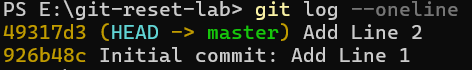 PS E:\git-reset-lab> git log --oneline
49317d3 (HEAD -> master) Add Line 2
926b48c Initial commit: Add Line 1